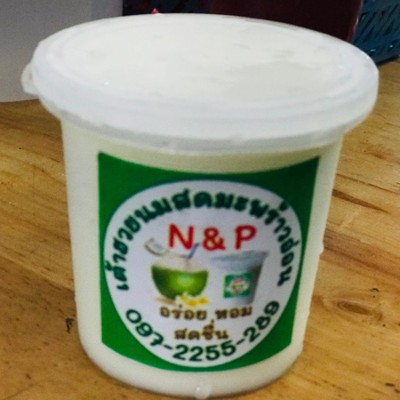 เต้าฮวยนมสดมะพร้าวอ่อน
N & P
อร่อย หอม
สดชื่น
097-2255-269